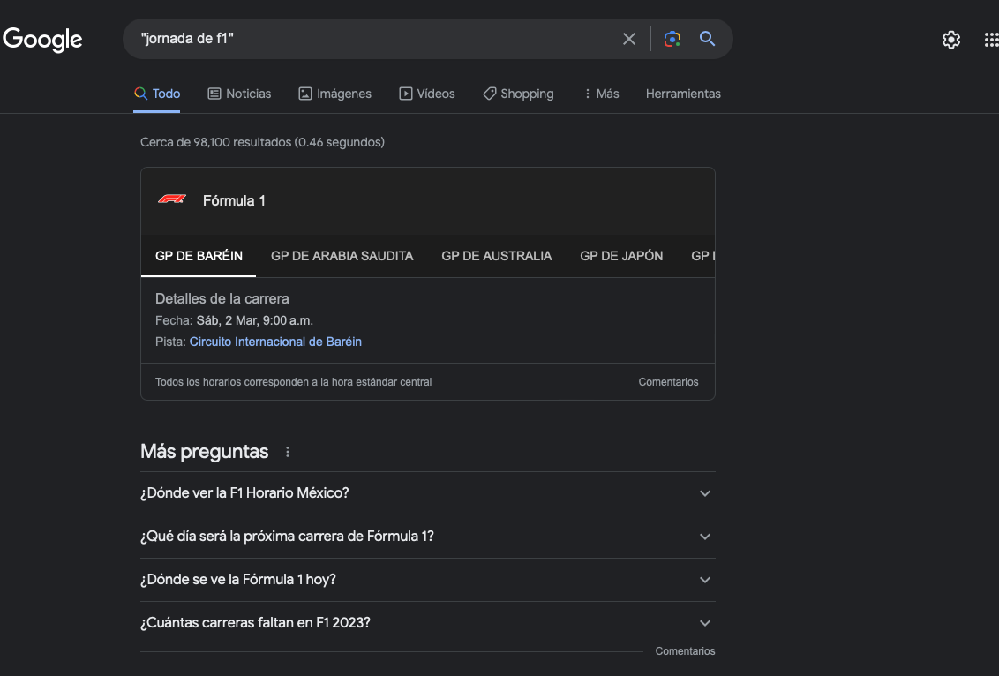 Google
"jornada de f1"
Todo Noticias Imágenes Vídeos Shopping Más Herramientas
Cerca de 98,100 resultados (0.46 segundos)
F1 Fórmula 1
GP DE BARÉIN GP DE ARABIA SAUDITA GP DE AUSTRALIA GP DE JAPÓN GP
Detalles de la carrera
Fecha: Sáb, 2 Mar, 9:00 a.m.
Pista: Circuito Internacional de Baréin
Todos los horarios corresponden a la hora estándar central Comentarios
Más preguntas
¿Dónde ver la F1 Horario México?
¿Qué día será la próxima carrera de Fórmula 1?
¿Dónde se ve la Fórmula 1 hoy?
¿Cuántas carreras faltan en F1 2023?
Comentarios